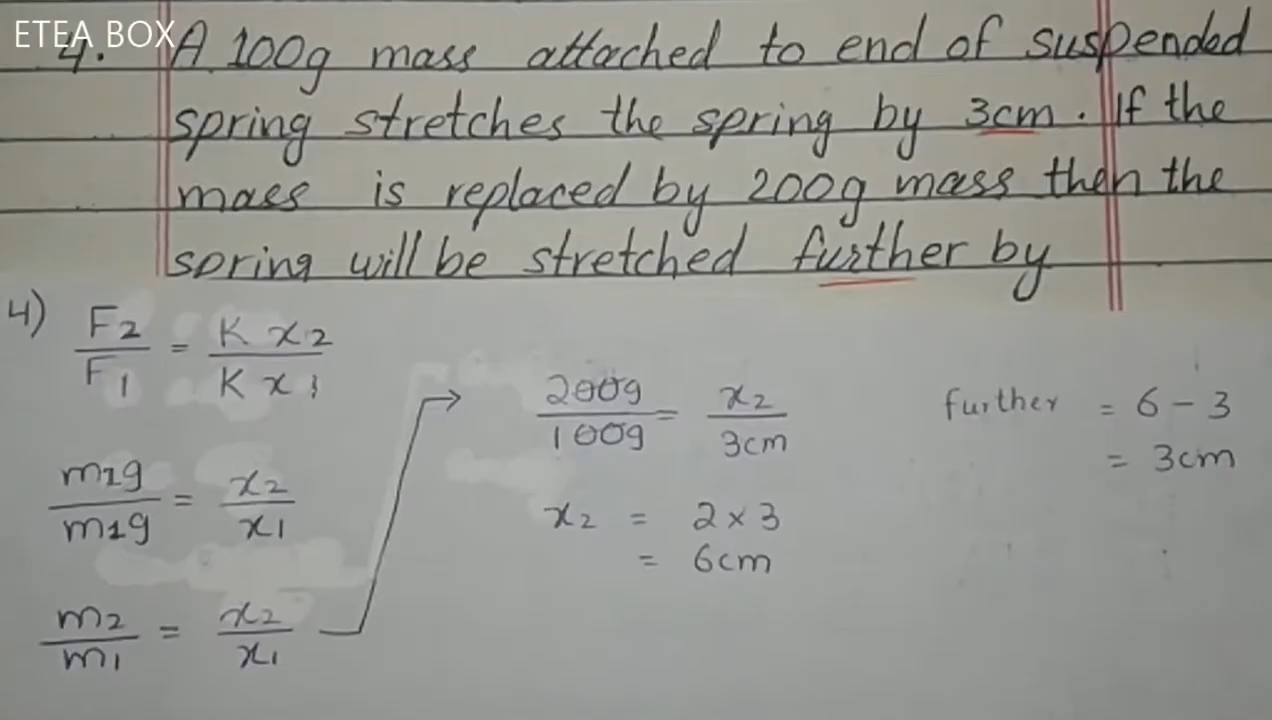 ETEA BOX
4. A 100g mass attached to end of suspended
spring stretches the spring by 3cm. If the
mass is replaced by 200g mass then the
spring will be stretched further by
4) F2/F1 = K x2/K x1
m2g/m1g = x2/x1
m2/m1 = x2/x1
200g/100g = x2/3cm
x2 = 2 × 3
= 6cm
further = 6 - 3
= 3cm